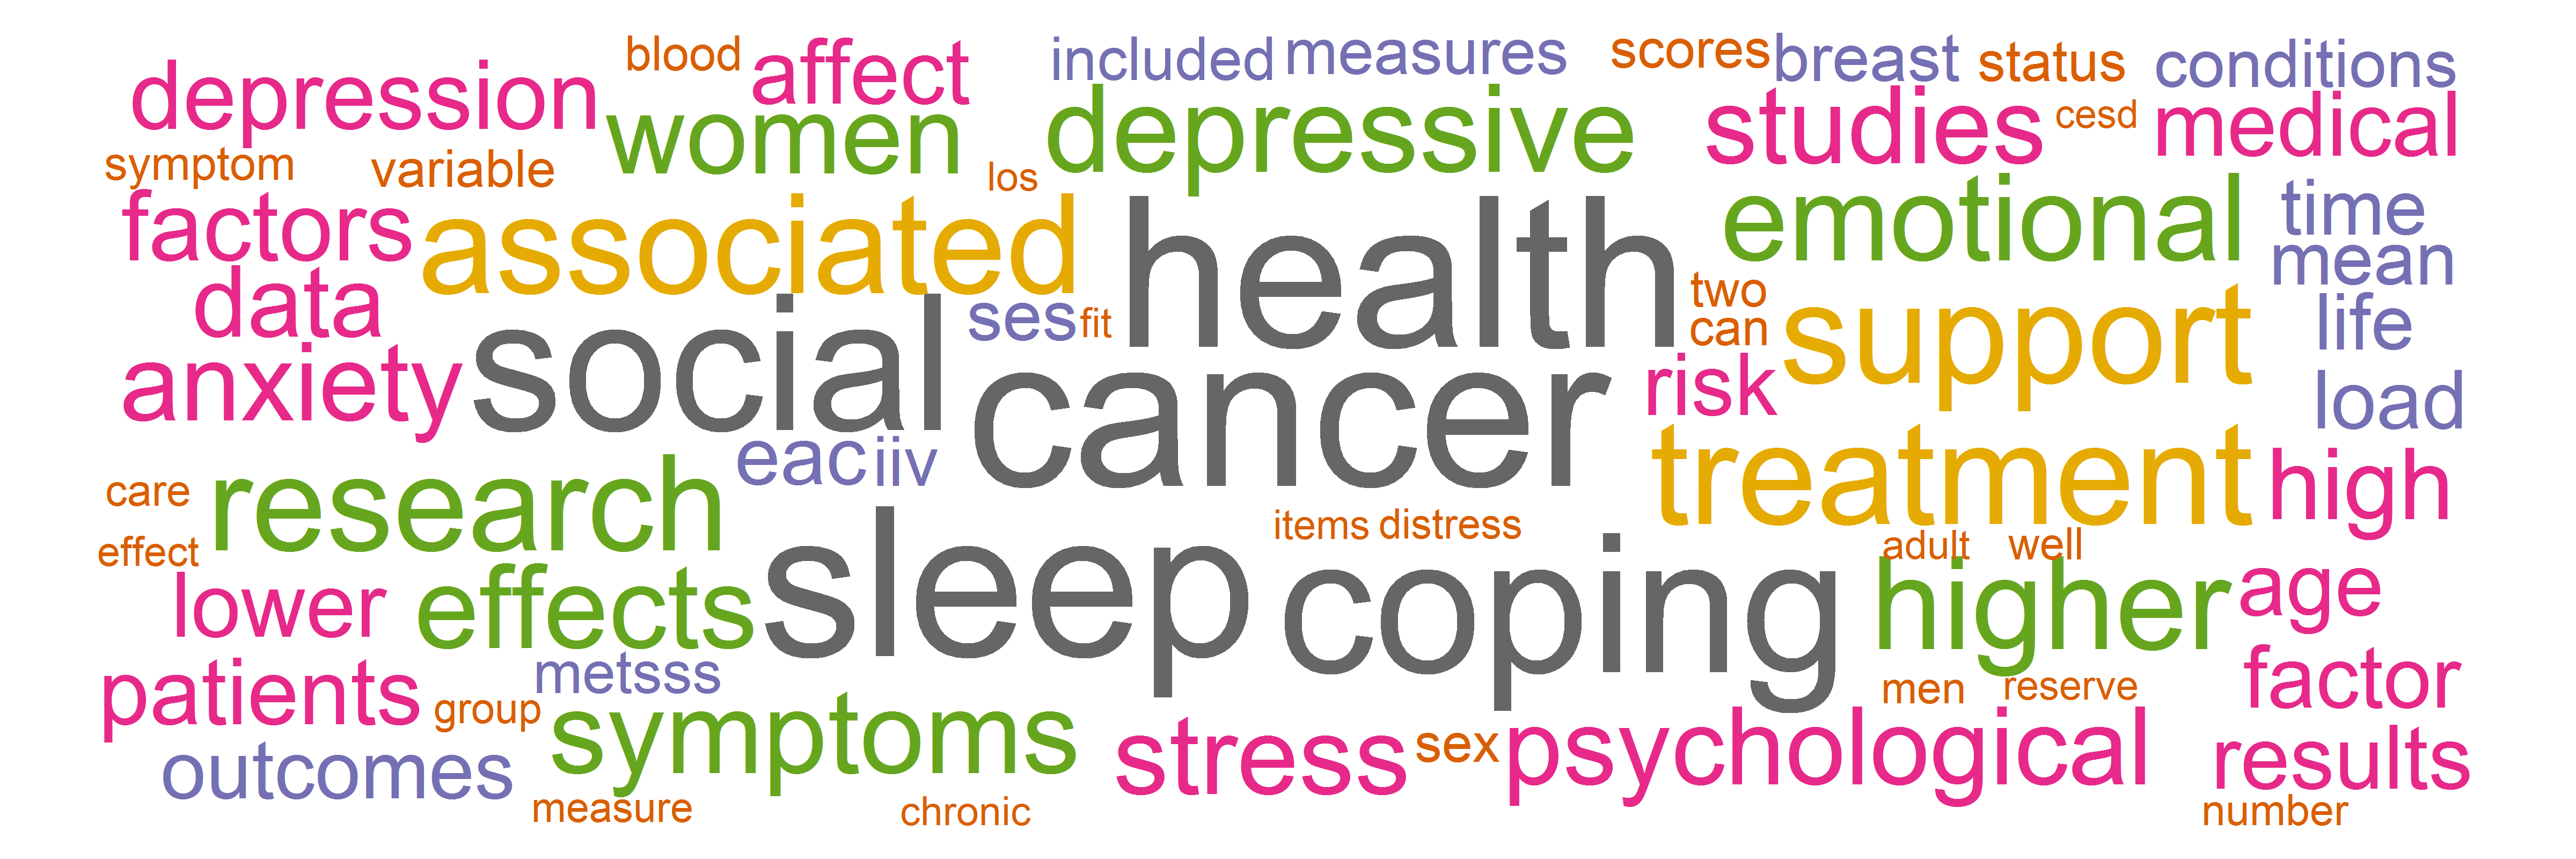 blood affect included measures scores breast status conditions
depression women depressive studies cesd medical
symptom variable los
factors associated health emotional time
mean
data social ses fit two support life
can
anxiety cancer risk load
eac iiv treatment high
care research items distress
effect sleep coping adult well
lower effects higher age
patients metsss men reserve factor
group symptoms stress sex psychological results
outcomes
measure chronic number